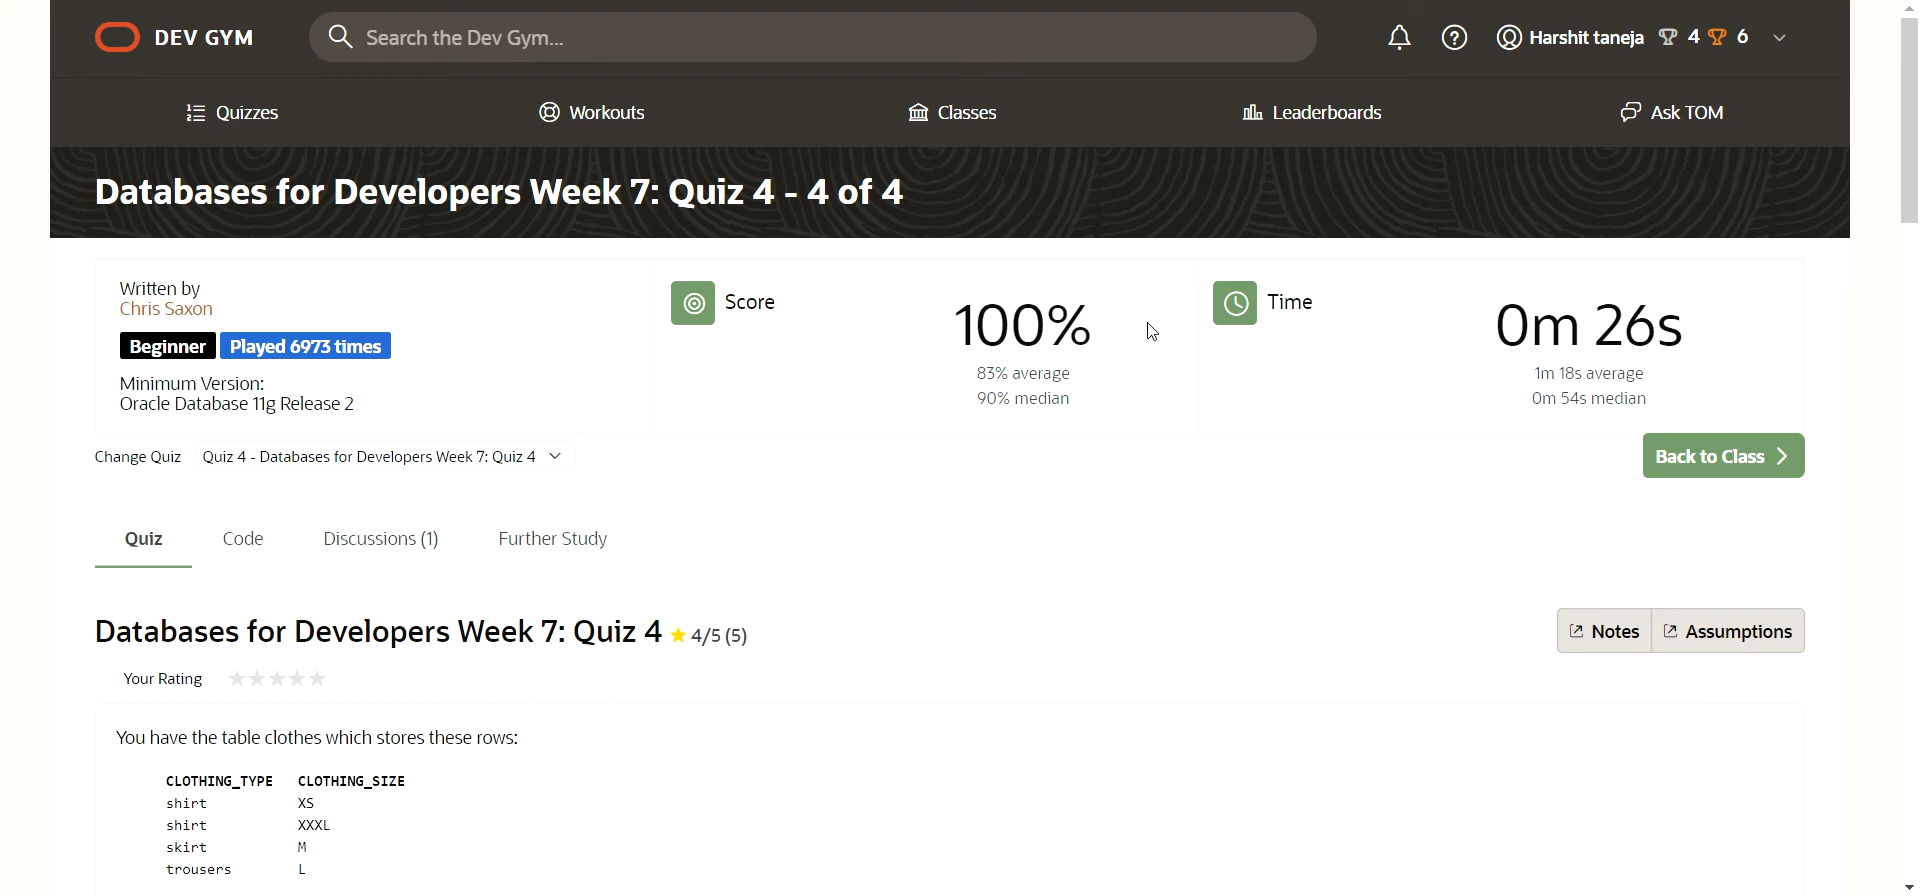 DEV GYM
Search the Dev Gym...
Harshit taneja 4 6
Quizzes Workouts Classes Leaderboards Ask TOM
Databases for Developers Week 7: Quiz 4 - 4 of 4
Written by
Chris Saxon
Beginner Played 6973 times
Minimum Version:
Oracle Database 11g Release 2
Score
100%
83% average
90% median
Time
0m 26s
1m 18s average
0m 54s median
Change Quiz Quiz 4 - Databases for Developers Week 7: Quiz 4
Back to Class
Quiz Code Discussions (1) Further Study
Databases for Developers Week 7: Quiz 4 4/5 (5)
Notes Assumptions
Your Rating
You have the table clothes which stores these rows:
CLOTHING_TYPE CLOTHING_SIZE
shirt XS
shirt XXXL
skirt M
trousers L